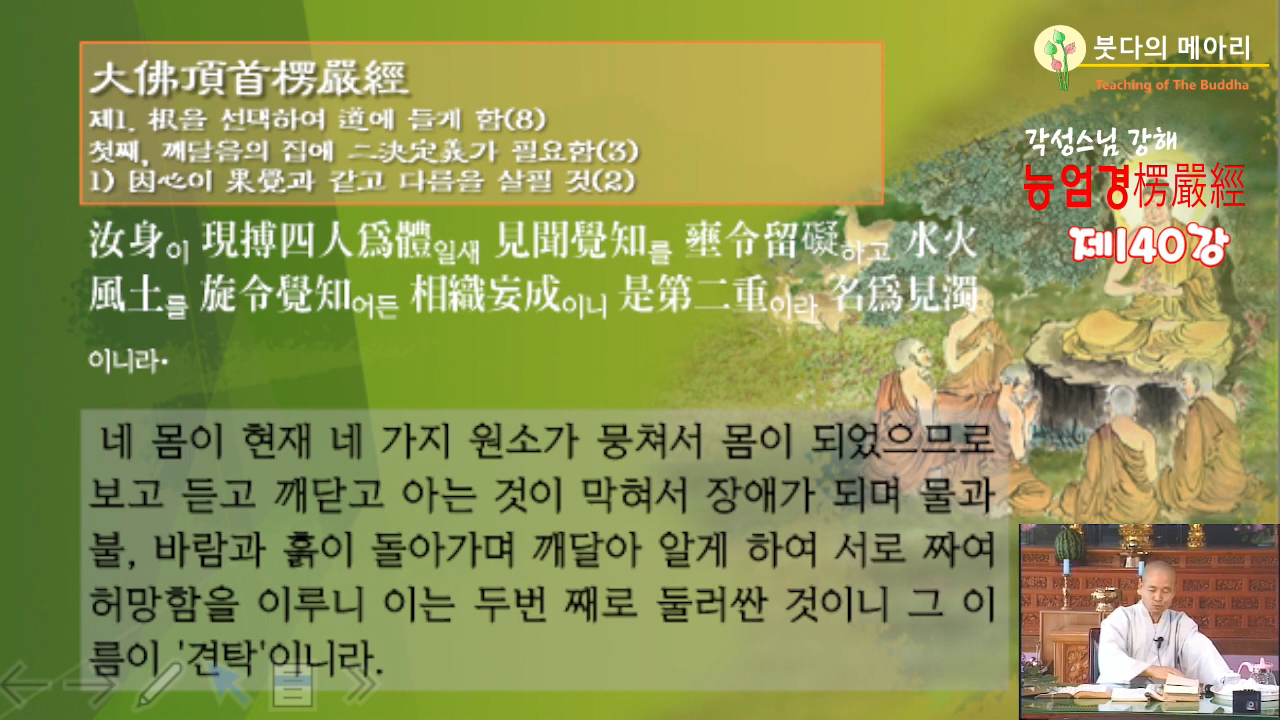 大佛頂首楞嚴經
제1. 根을 선택하여 道에 들게 함(8)
첫째, 깨달음의 집에 二決定義가 필요함(3)
1) 因心이 果覺과 같고 다름을 살필 것(2)
汝身이 現搏四人爲體일새 見聞覺知를 壅令留礙하고 水火
風土를 旋令覺知어든 相織妄成이니 是第二重이라 名爲見濁
이니라·
네 몸이 현재 네 가지 원소가 뭉쳐서 몸이 되었으므로
보고 듣고 깨닫고 아는 것이 막혀서 장애가 되며 물과
불, 바람과 흙이 돌아가며 깨달아 알게 하여 서로 짜여
허망함을 이루니 이는 두번 째로 둘러싼 것이니 그 이
름이 '견탁'이니라.
붓다의 메아리
Teaching of The Buddha
각성스님 강해
능엄경楞嚴經
제140강